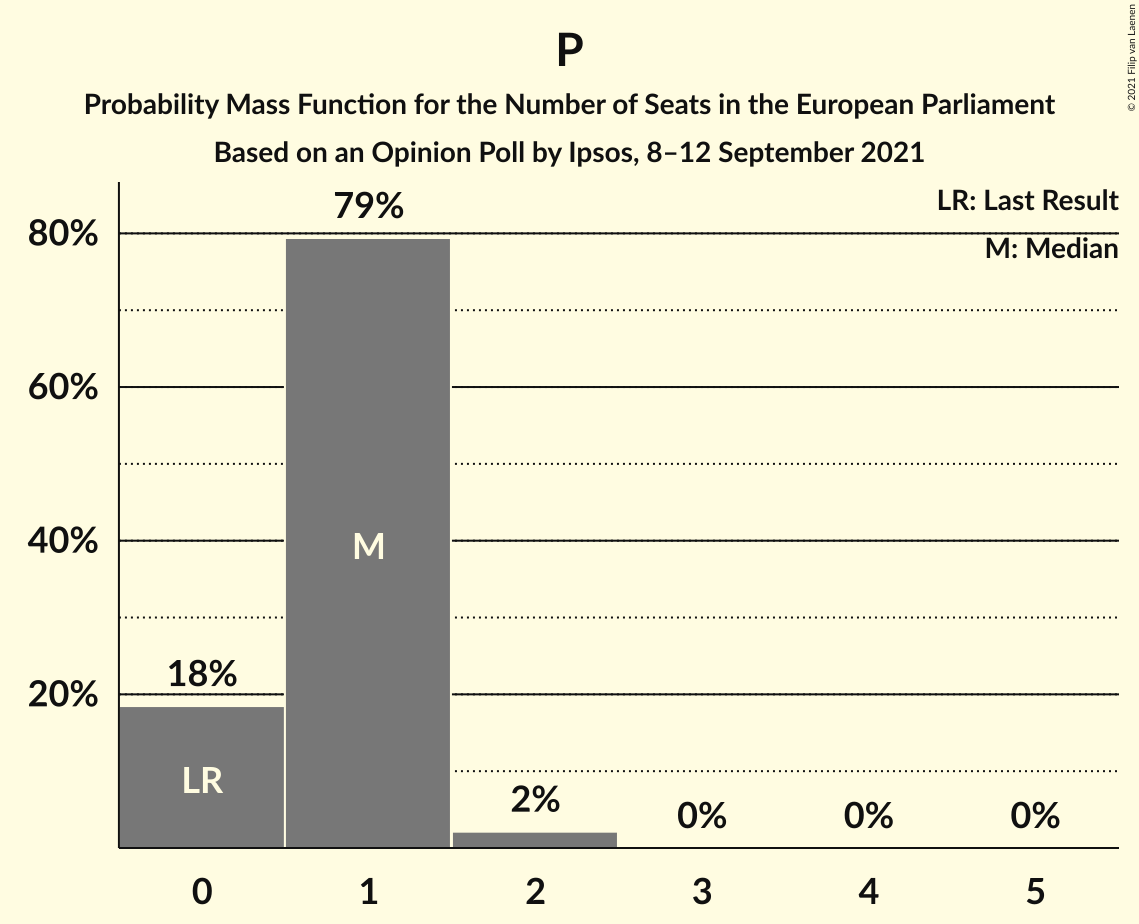 P
Probability Mass Function for the Number of Seats in the European Parliament
Based on an Opinion Poll by Ipsos, 8–12 September 2021
© 2021 Filip van Laenen
LR: Last Result
M: Median
80%
60%
40%
20%
18%
79%
2%
0%
0%
0%
LR
M
0
1
2
3
4
5